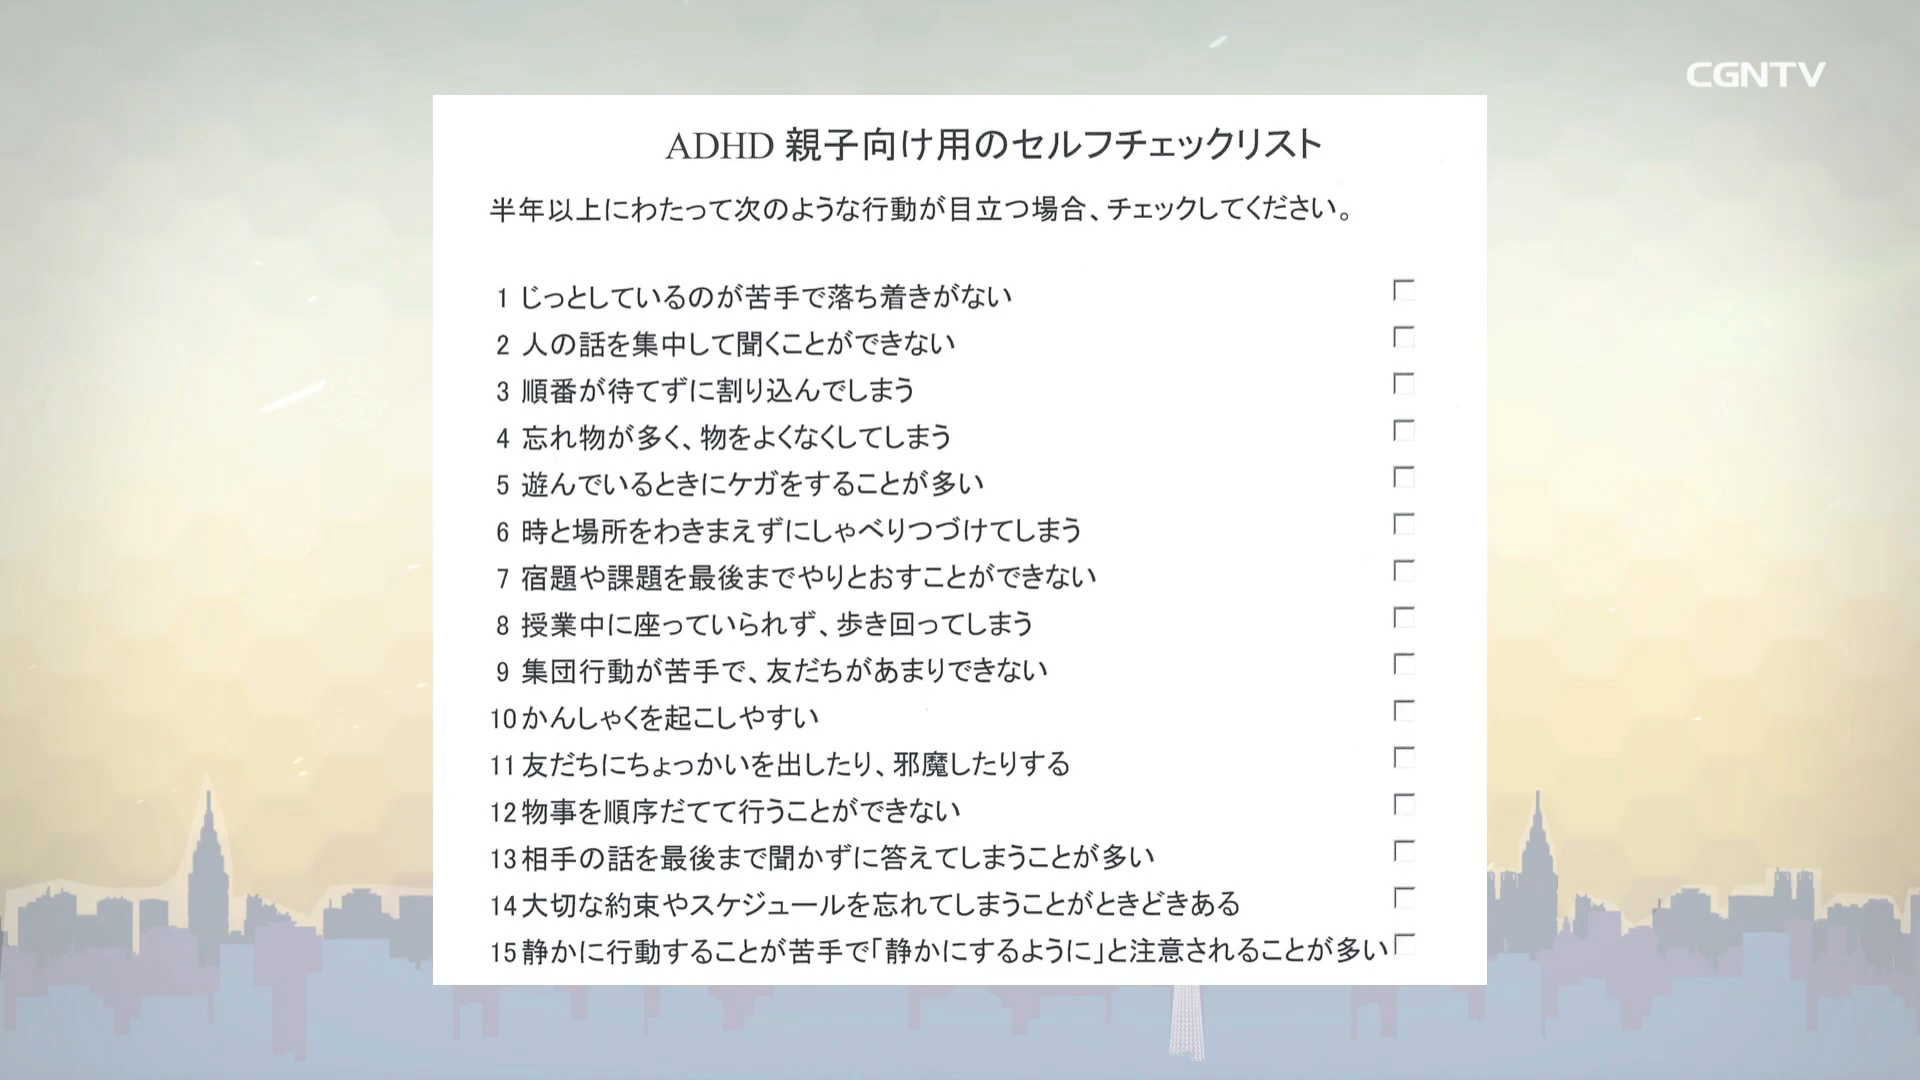 CGNTV
ADHD 親子向け用のセルフチェックリスト
半年以上にわたって次のような行動が目立つ場合、チェックしてください。
1 じっとしているのが苦手で落ち着きがない
2 人の話を集中して聞くことができない
3 順番が待てずに割り込んでしまう
4 忘れ物が多く、物をよくなくしてしまう
5 遊んでいるときにケガをすることが多い
6 時と場所をわきまえずにしゃべりつづけてしまう
7 宿題や課題を最後までやりとおすことができない
8 授業中に座っていられず、歩き回ってしまう
9 集団行動が苦手で、友だちがあまりできない
10 かんしゃくを起こしやすい
11 友だちにちょっかいを出したり、邪魔したりする
12 物事を順序だてて行うことができない
13 相手の話を最後まで聞かずに答えてしまうことが多い
14 大切な約束やスケジュールを忘れてしまうことがときどきある
15 静かに行動することが苦手で「静かにするように」と注意されることが多い